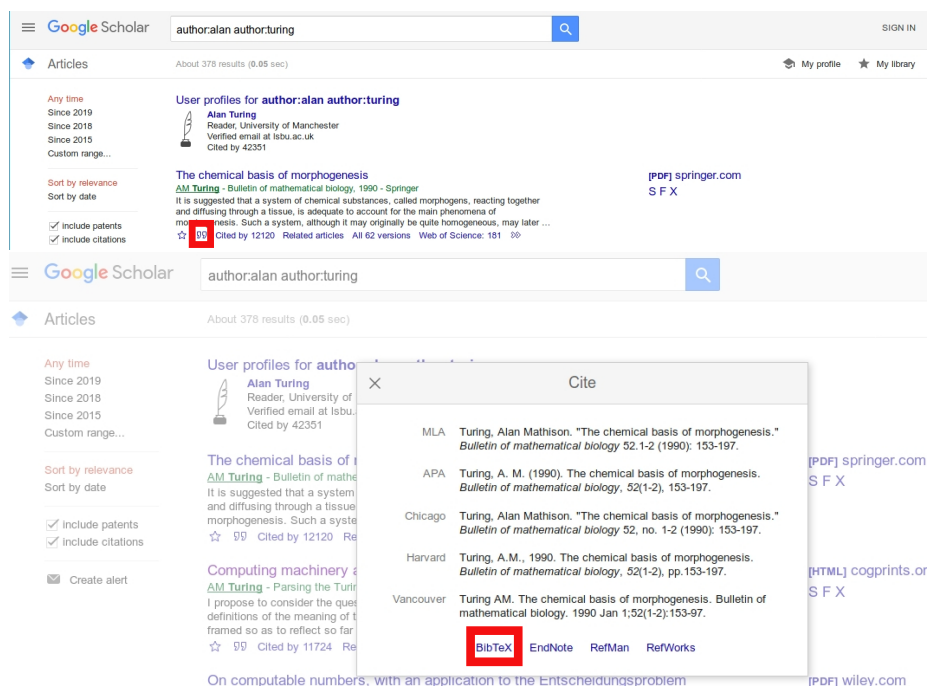 Google Scholar
author:alan author:turing
SIGN IN
Articles
About 378 results (0.05 sec)
My profile
My library
Any time
Since 2019
Since 2018
Since 2015
Custom range...
Sort by relevance
Sort by date
include patents
include citations
User profiles for author:alan author:turing
Alan Turing
Reader, University of Manchester
Verified email at lsbu.ac.uk
Cited by 42351
The chemical basis of morphogenesis
AM Turing - Bulletin of mathematical biology, 1990 - Springer
It is suggested that a system of chemical substances, called morphogens, reacting together
and diffusing through a tissue, is adequate to account for the main phenomena of
morphogenesis. Such a system, although it may originally be quite homogeneous, may later ...
Cited by 12120 Related articles All 62 versions Web of Science: 181
[PDF] springer.com
S F X
Google Scholar
author:alan author:turing
Articles
About 378 results (0.05 sec)
Any time
Since 2019
Since 2018
Since 2015
Custom range...
Sort by relevance
Sort by date
include patents
include citations
Create alert
User profiles for autho
Alan Turing
Reader, University of
Verified email at lsbu.
Cited by 42351
The chemical basis of
AM Turing - Bulletin of mathe
It is suggested that a system
and diffusing through a tissue
morphogenesis. Such a syste
Cited by 12120 Re
[PDF] springer.com
S F X
Computing machinery a
AM Turing - Parsing the Turin
I propose to consider the ques
definitions of the meaning of t
framed so as to reflect so far
Cited by 11724 Re
[HTML] cogprints.or
S F X
On computable numbers, with an application to the Entscheidungsproblem
[PDF] wiley.com
Cite
MLA Turing, Alan Mathison. "The chemical basis of morphogenesis."
Bulletin of mathematical biology 52.1-2 (1990): 153-197.
APA Turing, A. M. (1990). The chemical basis of morphogenesis.
Bulletin of mathematical biology, 52(1-2), 153-197.
Chicago Turing, Alan Mathison. "The chemical basis of morphogenesis."
Bulletin of mathematical biology 52, no. 1-2 (1990): 153-197.
Harvard Turing, A.M., 1990. The chemical basis of morphogenesis.
Bulletin of mathematical biology, 52(1-2), pp.153-197.
Vancouver Turing AM. The chemical basis of morphogenesis. Bulletin of
mathematical biology. 1990 Jan 1;52(1-2):153-97.
BibTeX EndNote RefMan RefWorks